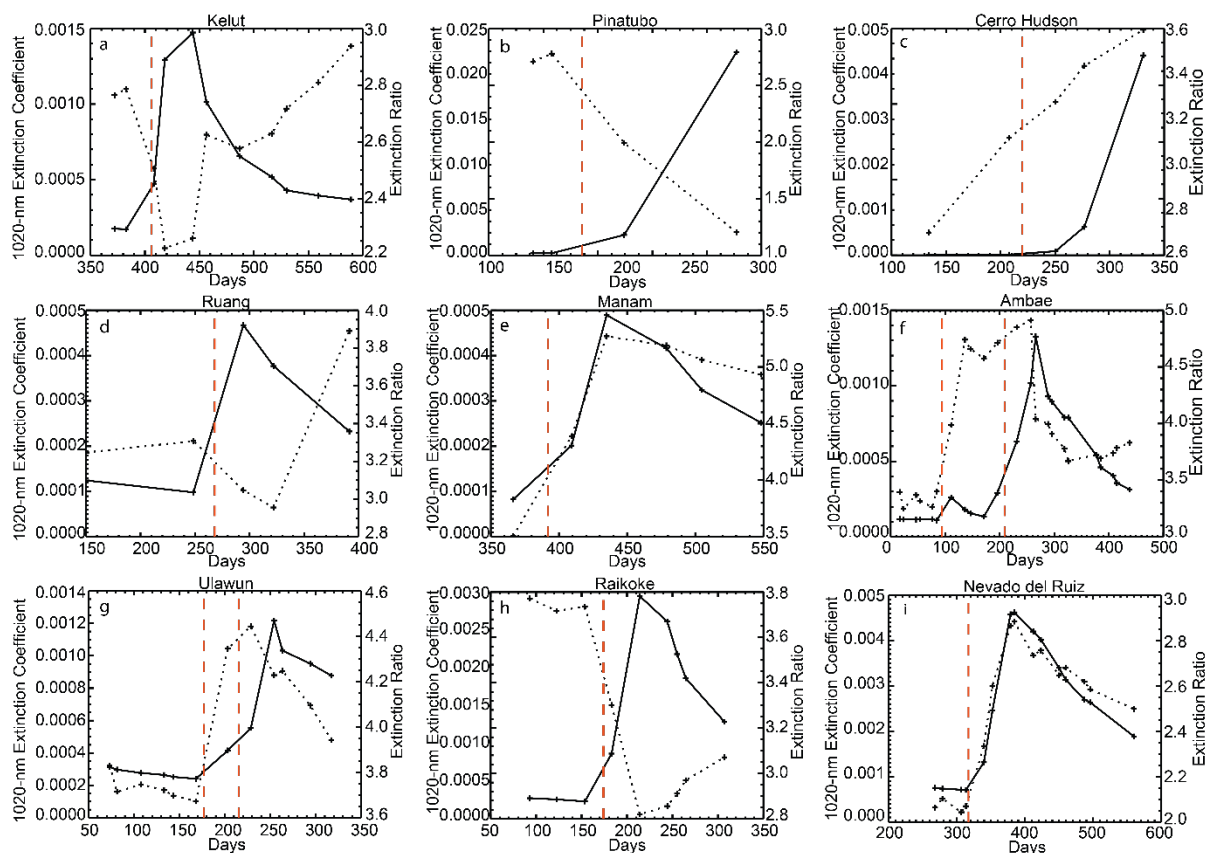 Kelut
a
0.0015
0.0010
0.0005
0.0000
1020-nm Extinction Coefficient
3.0
2.8
2.6
2.4
2.2
Extinction Ratio
350 400 450 500 550 600
Days
Pinatubo
b
0.025
0.020
0.015
0.010
0.005
0.000
1020-nm Extinction Coefficient
3.0
2.5
2.0
1.5
1.0
Extinction Ratio
100 150 200 250 300
Days
Cerro Hudson
c
0.005
0.004
0.003
0.002
0.001
0.000
1020-nm Extinction Coefficient
3.6
3.4
3.2
3.0
2.8
2.6
Extinction Ratio
100 150 200 250 300 350
Days
Ruang
d
0.0005
0.0004
0.0003
0.0002
0.0001
0.0000
1020-nm Extinction Coefficient
4.0
3.8
3.6
3.4
3.2
3.0
2.8
Extinction Ratio
150 200 250 300 350 400
Days
Manam
e
0.0005
0.0004
0.0003
0.0002
0.0001
0.0000
1020-nm Extinction Coefficient
5.5
5.0
4.5
4.0
3.5
Extinction Ratio
350 400 450 500 550
Days
Ambae
f
0.0015
0.0010
0.0005
0.0000
1020-nm Extinction Coefficient
5.0
4.5
4.0
3.5
3.0
Extinction Ratio
0 100 200 300 400 500
Days
Ulawun
g
0.0014
0.0012
0.0010
0.0008
0.0006
0.0004
0.0002
0.0000
1020-nm Extinction Coefficient
4.6
4.4
4.2
4.0
3.8
3.6
Extinction Ratio
50 100 150 200 250 300 350
Days
Raikoke
h
0.0030
0.0025
0.0020
0.0015
0.0010
0.0005
0.0000
1020-nm Extinction Coefficient
3.8
3.6
3.4
3.2
3.0
2.8
Extinction Ratio
50 100 150 200 250 300 350
Days
Nevado del Ruiz
i
0.005
0.004
0.003
0.002
0.001
0.000
1020-nm Extinction Coefficient
3.0
2.8
2.6
2.4
2.2
2.0
Extinction Ratio
200 300 400 500 600
Days